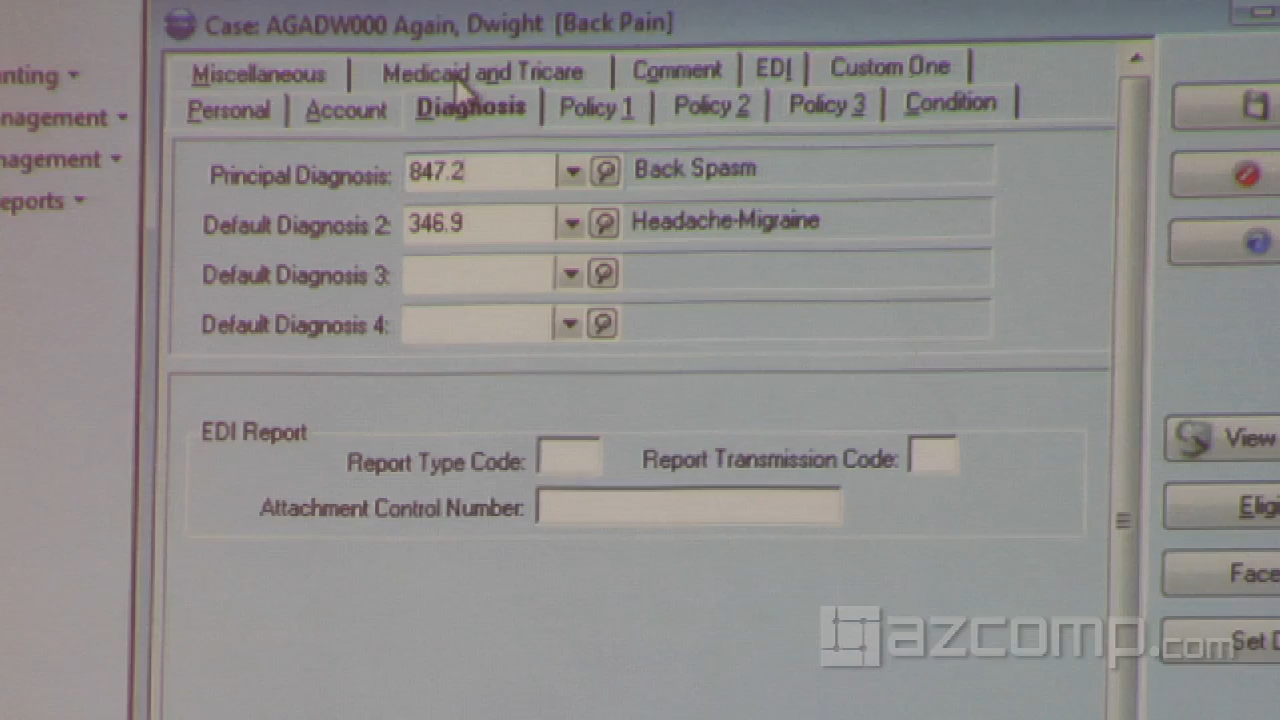 Case: AGADW000 Again, Dwight [Back Pain]
nting
nagement
nagement
eports
Miscellaneous Medicaid and Tricare Comment EDI Custom One
Personal Account Diagnosis Policy 1 Policy 2 Policy 3 Condition
Principal Diagnosis: 847.2 Back Spasm
Default Diagnosis 2: 346.9 Headache-Migraine
Default Diagnosis 3:
Default Diagnosis 4:
EDI Report
Report Type Code: Report Transmission Code:
Attachment Control Number:
View
Elig
Face
Set D
azcomp.com